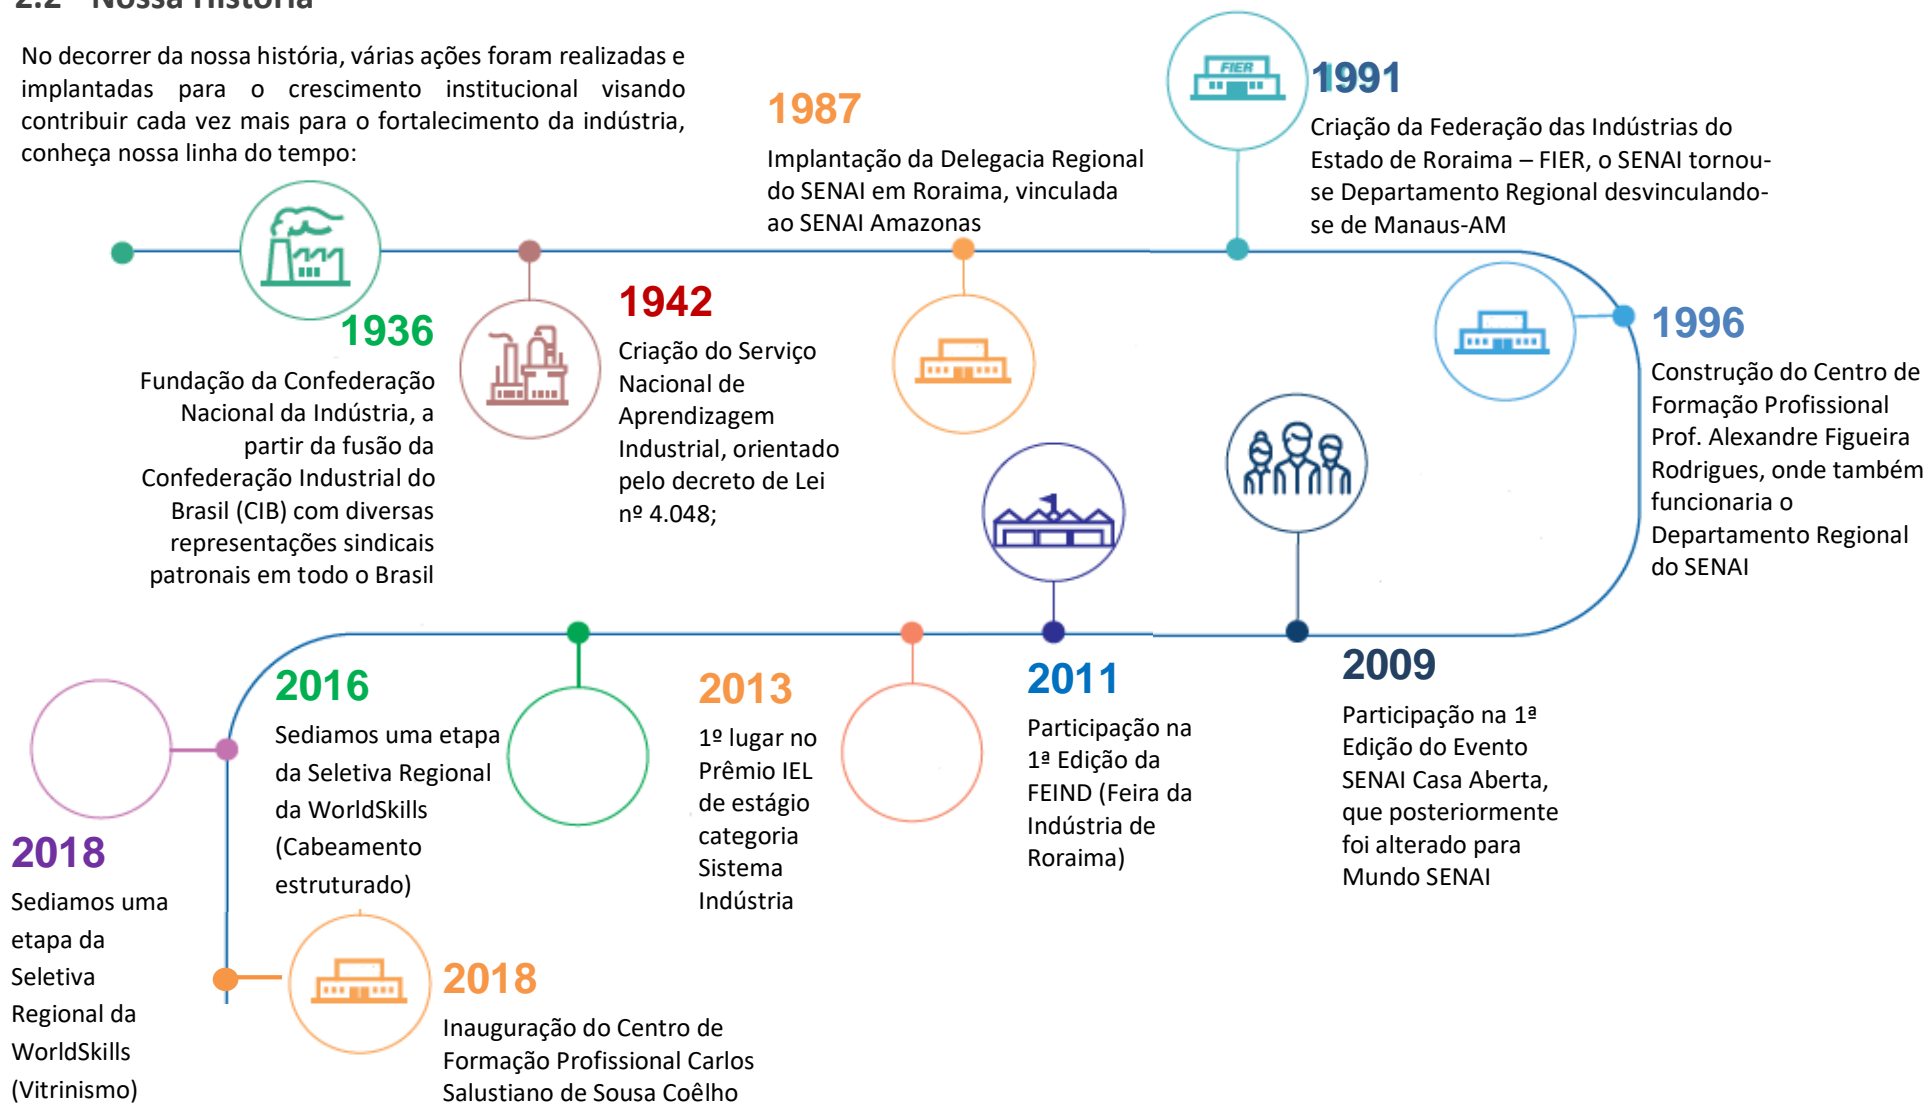 2.2 Nossa História
No decorrer da nossa história, várias ações foram realizadas e
implantadas para o crescimento institucional visando
contribuir cada vez mais para o fortalecimento da indústria,
conheça nossa linha do tempo:
1936
Fundação da Confederação
Nacional da Indústria, a
partir da fusão da
Confederação Industrial do
Brasil (CIB) com diversas
representações sindicais
patronais em todo o Brasil
1942
Criação do Serviço
Nacional de
Aprendizagem
Industrial, orientado
pelo decreto de Lei
nº 4.048;
1987
Implantação da Delegacia Regional
do SENAI em Roraima, vinculada
ao SENAI Amazonas
FIER
1991
Criação da Federação das Indústrias do
Estado de Roraima – FIER, o SENAI tornou-
se Departamento Regional desvinculando-
se de Manaus-AM
1996
Construção do Centro de
Formação Profissional
Prof. Alexandre Figueira
Rodrigues, onde também
funcionaria o
Departamento Regional
do SENAI
2009
Participação na 1ª
Edição do Evento
SENAI Casa Aberta,
que posteriormente
foi alterado para
Mundo SENAI
2011
Participação na
1ª Edição da
FEIND (Feira da
Indústria de
Roraima)
2013
1º lugar no
Prêmio IEL
de estágio
categoria
Sistema
Indústria
2016
Sediamos uma etapa
da Seletiva Regional
da WorldSkills
(Cabeamento
estruturado)
2018
Sediamos uma
etapa da
Seletiva
Regional da
WorldSkills
(Vitrinismo)
2018
Inauguração do Centro de
Formação Profissional Carlos
Salustiano de Sousa Coêlho